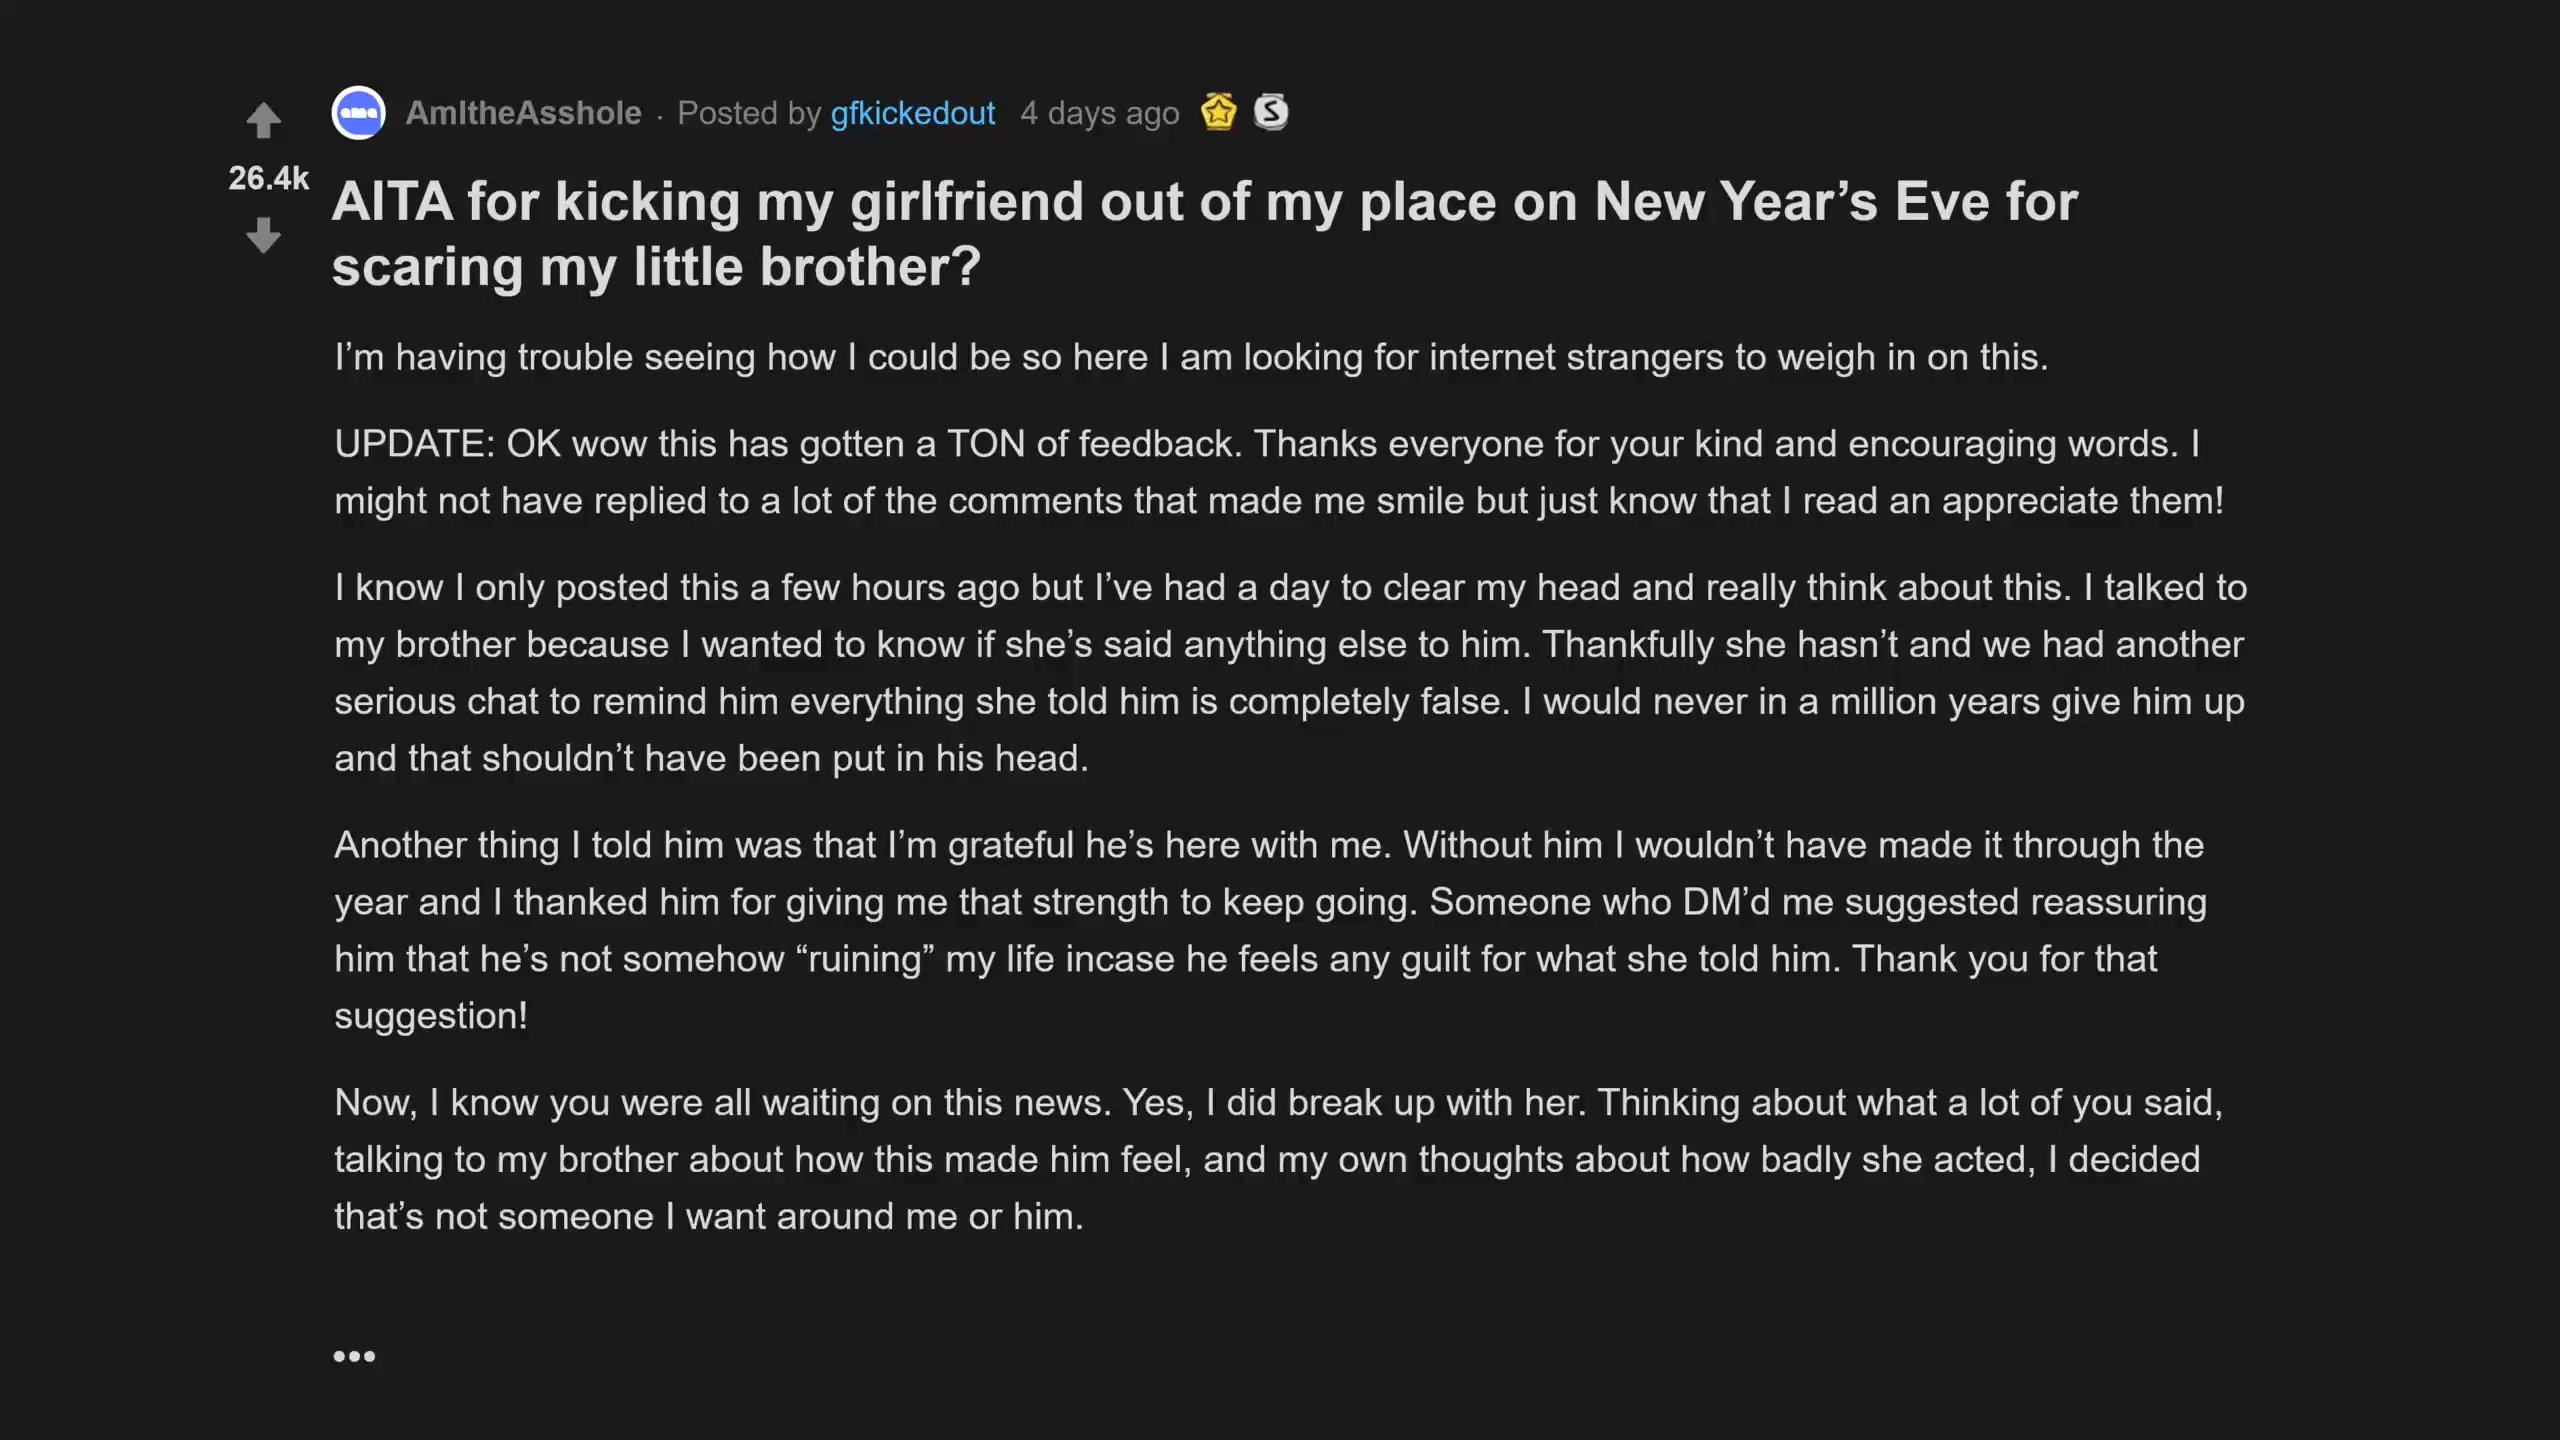 AmItheAsshole · Posted by gfkickedout 4 days ago
26.4k
AITA for kicking my girlfriend out of my place on New Year’s Eve for
scaring my little brother?
I’m having trouble seeing how I could be so here I am looking for internet strangers to weigh in on this.
UPDATE: OK wow this has gotten a TON of feedback. Thanks everyone for your kind and encouraging words. I
might not have replied to a lot of the comments that made me smile but just know that I read an appreciate them!
I know I only posted this a few hours ago but I’ve had a day to clear my head and really think about this. I talked to
my brother because I wanted to know if she’s said anything else to him. Thankfully she hasn’t and we had another
serious chat to remind him everything she told him is completely false. I would never in a million years give him up
and that shouldn’t have been put in his head.
Another thing I told him was that I’m grateful he’s here with me. Without him I wouldn’t have made it through the
year and I thanked him for giving me that strength to keep going. Someone who DM’d me suggested reassuring
him that he’s not somehow “ruining” my life incase he feels any guilt for what she told him. Thank you for that
suggestion!
Now, I know you were all waiting on this news. Yes, I did break up with her. Thinking about what a lot of you said,
talking to my brother about how this made him feel, and my own thoughts about how badly she acted, I decided
that’s not someone I want around me or him.
•••